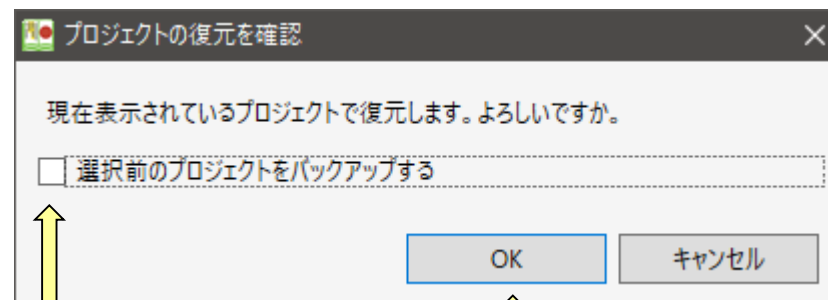 プロジェクトの復元を確認
現在表示されているプロジェクトで復元します。よろしいですか。
選択前のプロジェクトをバックアップする
OK キャンセル